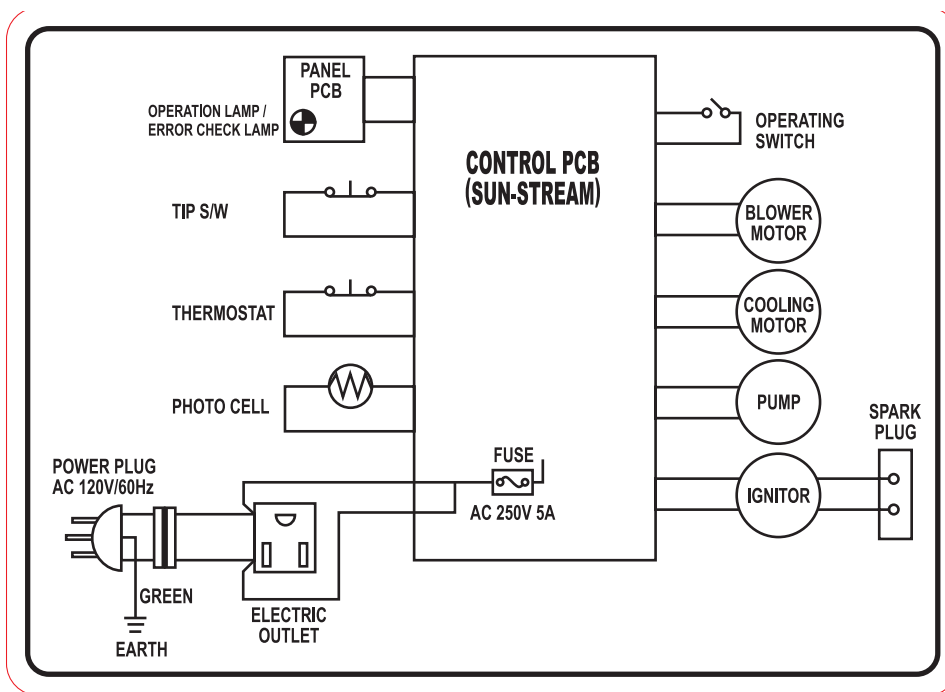 PANEL
PCB
OPERATION LAMP /
ERROR CHECK LAMP
TIP S/W
THERMOSTAT
PHOTO CELL
CONTROL PCB
(SUN-STREAM)
FUSE
AC 250V 5A
OPERATING
SWITCH
BLOWER
MOTOR
COOLING
MOTOR
PUMP
IGNITOR
SPARK
PLUG
POWER PLUG
AC 120V/60Hz
GREEN
EARTH
ELECTRIC
OUTLET